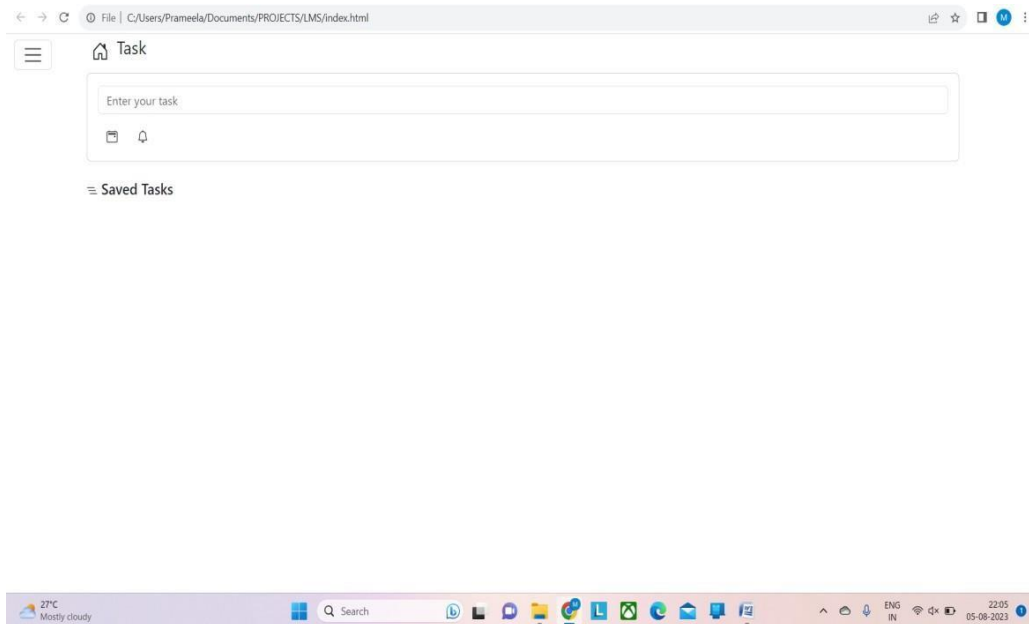 File | C:/Users/Prameela/Documents/PROJECTS/LMS/index.html
M
Task
Enter your task
Saved Tasks
27°C
Mostly cloudy
Search
ENG
IN
22:05
05-08-2023
1